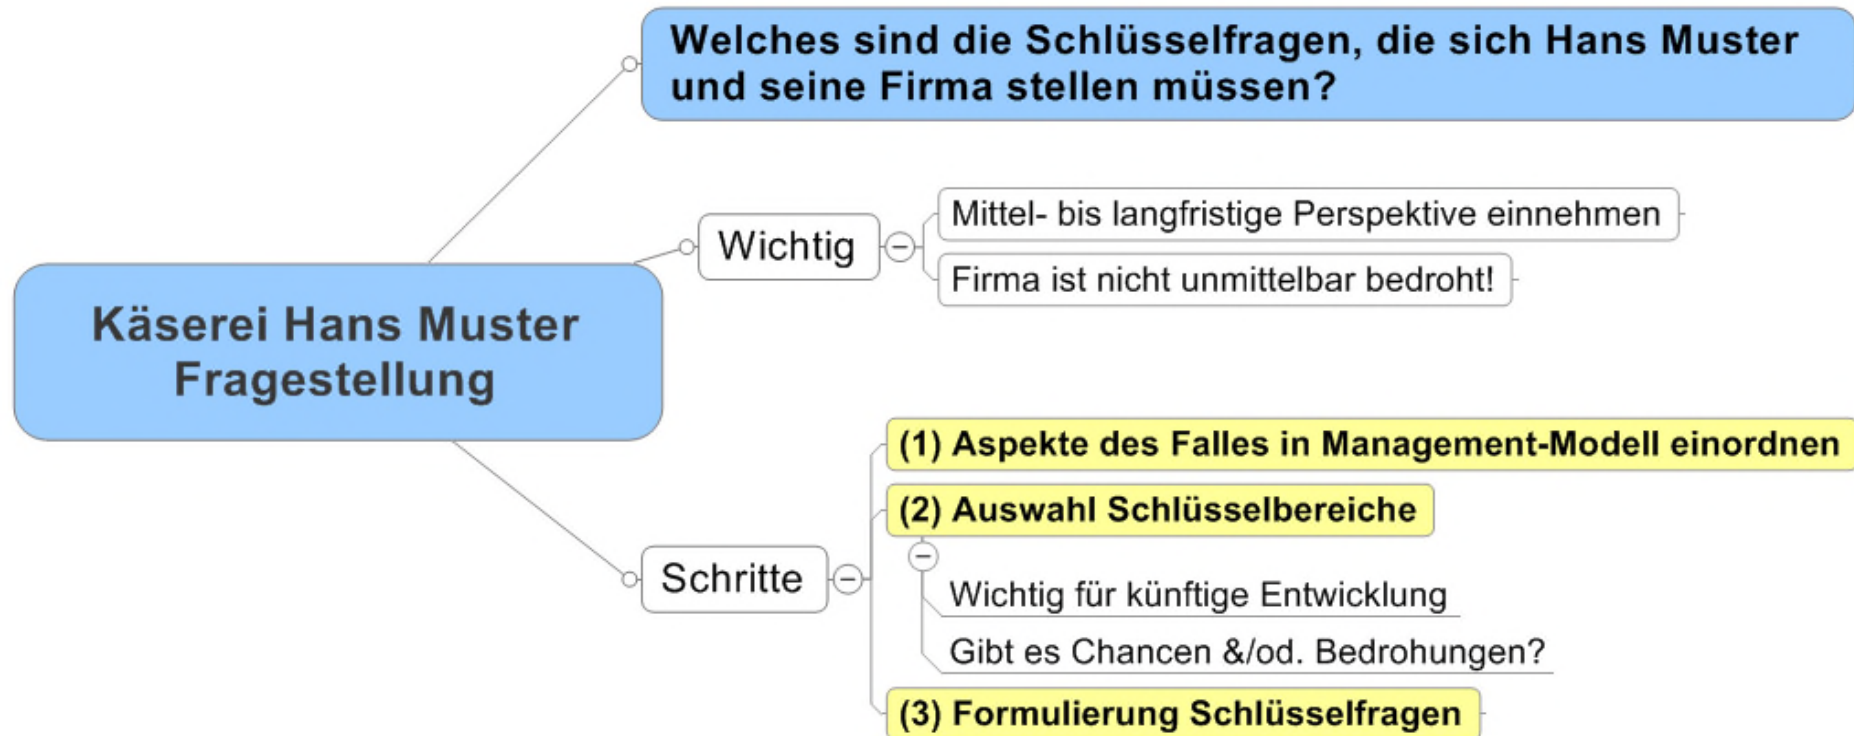 Welches sind die Schlüsselfragen, die sich Hans Muster
und seine Firma stellen müssen?
Wichtig
Mittel- bis langfristige Perspektive einnehmen
Firma ist nicht unmittelbar bedroht!
Käserei Hans Muster
Fragestellung
Schritte
(1) Aspekte des Falles in Management-Modell einordnen
(2) Auswahl Schlüsselbereiche
Wichtig für künftige Entwicklung
Gibt es Chancen &/od. Bedrohungen?
(3) Formulierung Schlüsselfragen